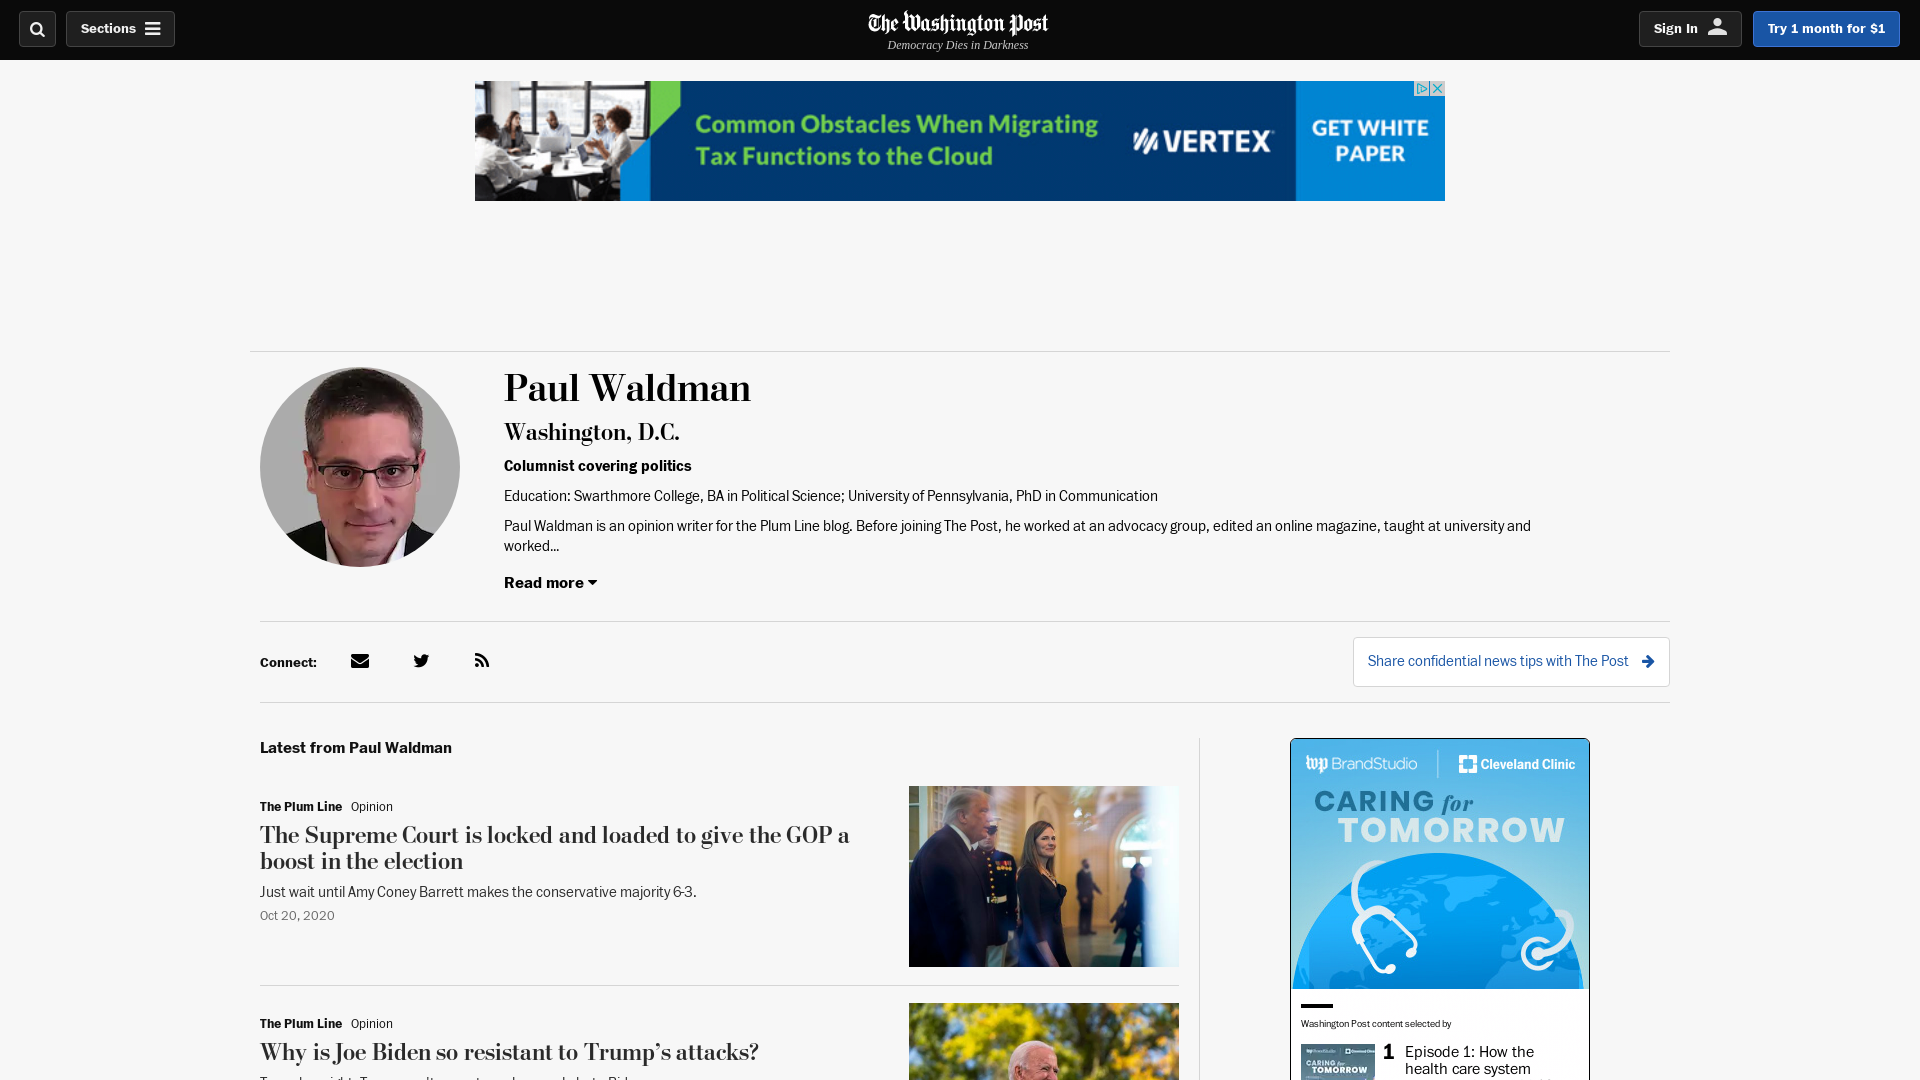 Sections
The Washington Post
Democracy Dies in Darkness
Sign In
Try 1 month for $1
Common Obstacles When Migrating
Tax Functions to the Cloud
VERTEX
GET WHITE
PAPER
Paul Waldman
Washington, D.C.
Columnist covering politics
Education: Swarthmore College, BA in Political Science; University of Pennsylvania, PhD in Communication
Paul Waldman is an opinion writer for the Plum Line blog. Before joining The Post, he worked at an advocacy group, edited an online magazine, taught at university and
worked...
Read more
Connect:
Share confidential news tips with The Post
Latest from Paul Waldman
The Plum Line Opinion
The Supreme Court is locked and loaded to give the GOP a
boost in the election
Just wait until Amy Coney Barrett makes the conservative majority 6-3.
Oct 20, 2020
The Plum Line Opinion
Why is Joe Biden so resistant to Trump’s attacks?
wp BrandStudio
Cleveland Clinic
CARING for
TOMORROW
Washington Post content selected by
CARING for
TOMORROW
1
Episode 1: How the
health care system